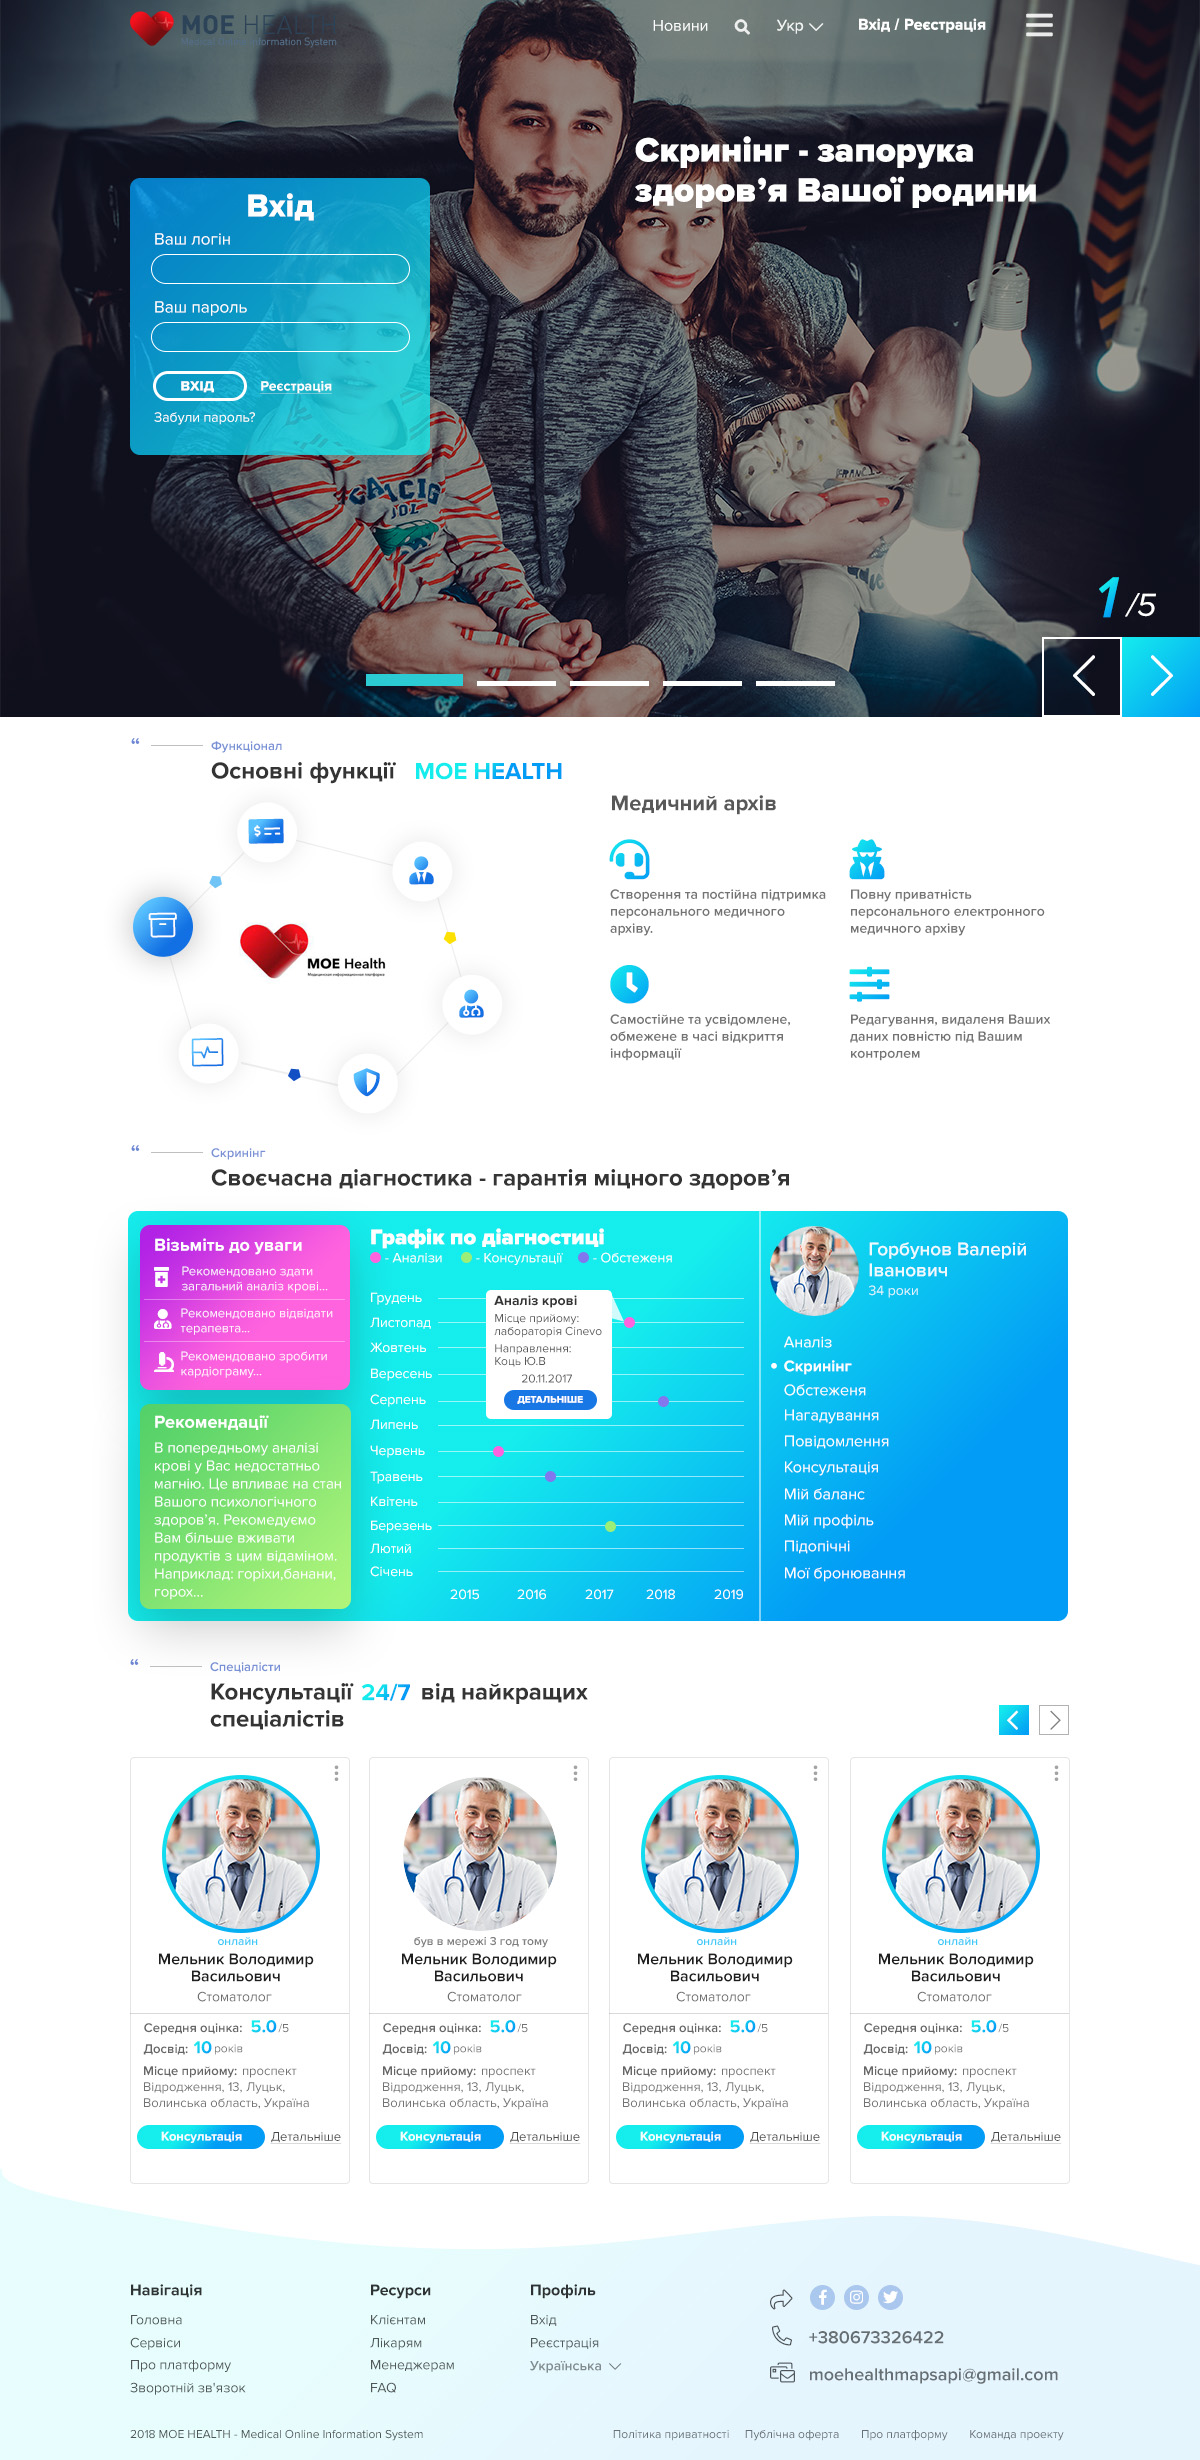 MOE HEALTH
Medical Online Information System
Новини
Укр
Вхід / Реєстрація
Скринінг - запорука
здоров’я Вашої родини
Вхід
Ваш логін
Ваш пароль
ВХІД
Реєстрація
Забули пароль?
1/5
“
Функціонал
Основні функції MOE HEALTH
MOE Health
Медицинская информационная платформа
Медичний архів
Створення та постійна підтримка
персонального медичного
архіву.
Повну приватність
персонального електронного
медичного архіву
Самостійне та усвідомлене,
обмежене в часі відкриття
інформації
Редагування, видаленя Ваших
даних повністю під Вашим
контролем
“
Скринінг
Своєчасна діагностика - гарантія міцного здоров’я
Візьміть до уваги
Рекомендовано здати
загальний аналіз крові...
Рекомендовано відвідати
терапевта...
Рекомендовано зробити
кардіограму...
Рекомендації
В попередньому аналізі
крові у Вас недостатньо
магнію. Це впливає на стан
Вашого психологічного
здоров’я. Рекомедуємо
Вам більше вживати
продуктів з цим відаміном.
Наприклад: горіхи,банани,
горох...
Графік по діагностиці
- Аналізи
- Консультації
- Обстеженя
Грудень
Листопад
Жовтень
Вересень
Серпень
Липень
Червень
Травень
Квітень
Березень
Лютий
Січень
2015
2016
2017
2018
2019
Аналіз крові
Місце прийому:
лабораторія Cinevo
Направлення:
Коць Ю.В
20.11.2017
ДЕТАЛЬНІШЕ
Горбунов Валерій
Іванович
34 роки
Аналіз
Скринінг
Обстеженя
Нагадування
Повідомлення
Консультація
Мій баланс
Мій профіль
Підопічні
Мої бронювання
“
Спеціалісти
Консультації 24/7 від найкращих
спеціалістів
онлайн
Мельник Володимир
Васильович
Стоматолог
Середня оцінка: 5.0/5
Досвід: 10 років
Місце прийому: проспект
Відродження, 13, Луцьк,
Волинська область, Україна
Консультація
Детальніше
був в мережі 3 год тому
Мельник Володимир
Васильович
Стоматолог
Середня оцінка: 5.0/5
Досвід: 10 років
Місце прийому: проспект
Відродження, 13, Луцьк,
Волинська область, Україна
Консультація
Детальніше
онлайн
Мельник Володимир
Васильович
Стоматолог
Середня оцінка: 5.0/5
Досвід: 10 років
Місце прийому: проспект
Відродження, 13, Луцьк,
Волинська область, Україна
Консультація
Детальніше
онлайн
Мельник Володимир
Васильович
Стоматолог
Середня оцінка: 5.0/5
Досвід: 10 років
Місце прийому: проспект
Відродження, 13, Луцьк,
Волинська область, Україна
Консультація
Детальніше
Навігація
Головна
Сервіси
Про платформу
Зворотній зв'язок
Ресурси
Клієнтам
Лікарям
Менеджерам
FAQ
Профіль
Вхід
Реєстрація
Українська
+380673326422
moehealthmapsapi@gmail.com
2018 MOE HEALTH - Medical Online Information System
Політика приватності
Публічна оферта
Про платформу
Команда проекту